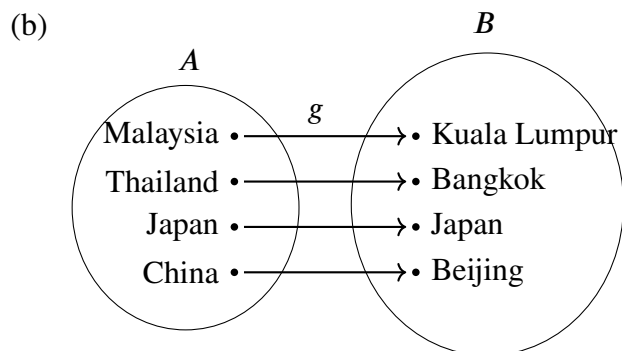 (b)
A
B
g
Malaysia Kuala Lumpur
Thailand Bangkok
Japan Japan
China Beijing